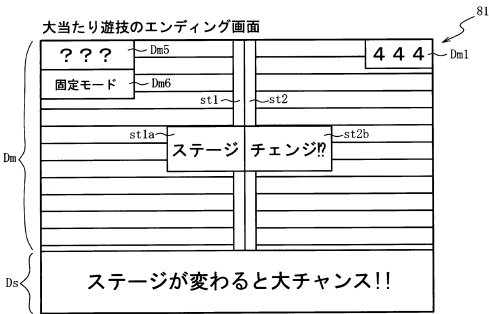 大当たり遊技のエンディング画面
81
？？？
Dm5
４４４
Dm1
固定モード
Dm6
st1
st2
st1a
ステージ
チェンジ!?
st2b
Dm
Ds
ステージが変わると大チャンス!!